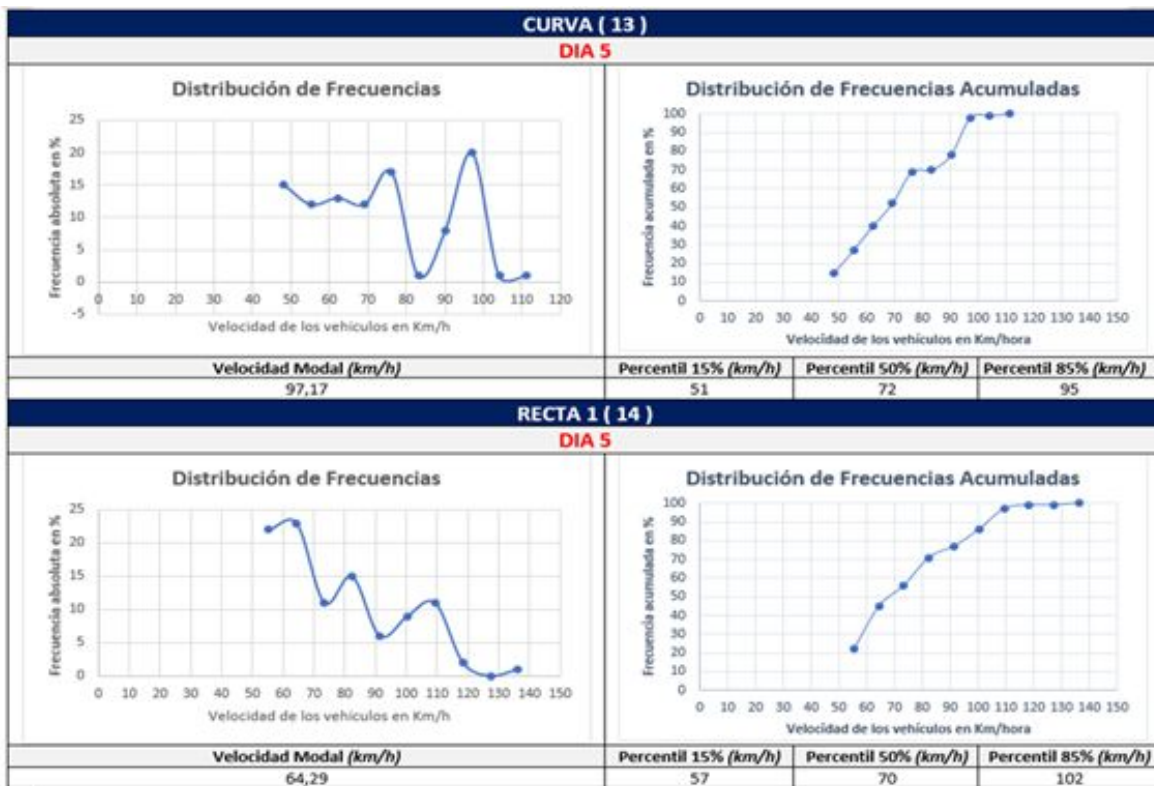 CURVA ( 13 )
DIA 5
Distribución de Frecuencias
Frecuencia absoluta en %
25
20
15
10
5
0
-5
0 10 20 30 40 50 60 70 80 90 100 110 120
Velocidad de los vehículos en Km/h
Distribución de Frecuencias Acumuladas
Frecuencia acumulada en %
100
90
80
70
60
50
40
30
20
10
0
0 10 20 30 40 50 60 70 80 90 100 110 120 130 140 150
Velocidad de los vehículos en Km/hora
Velocidad Modal (km/h) Percentil 15% (km/h) Percentil 50% (km/h) Percentil 85% (km/h)
97,17 51 72 95
RECTA 1 ( 14 )
DIA 5
Distribución de Frecuencias
Frecuencia absoluta en %
25
20
15
10
5
0
0 10 20 30 40 50 60 70 80 90 100 110 120 130 140 150
Velocidad de los vehículos en Km/h
Distribución de Frecuencias Acumuladas
Frecuencia acumulada en %
100
90
80
70
60
50
40
30
20
10
0
0 10 20 30 40 50 60 70 80 90 100 110 120 130 140 150
Velocidad de los vehículos en Km/hora
Velocidad Modal (km/h) Percentil 15% (km/h) Percentil 50% (km/h) Percentil 85% (km/h)
64,29 57 70 102